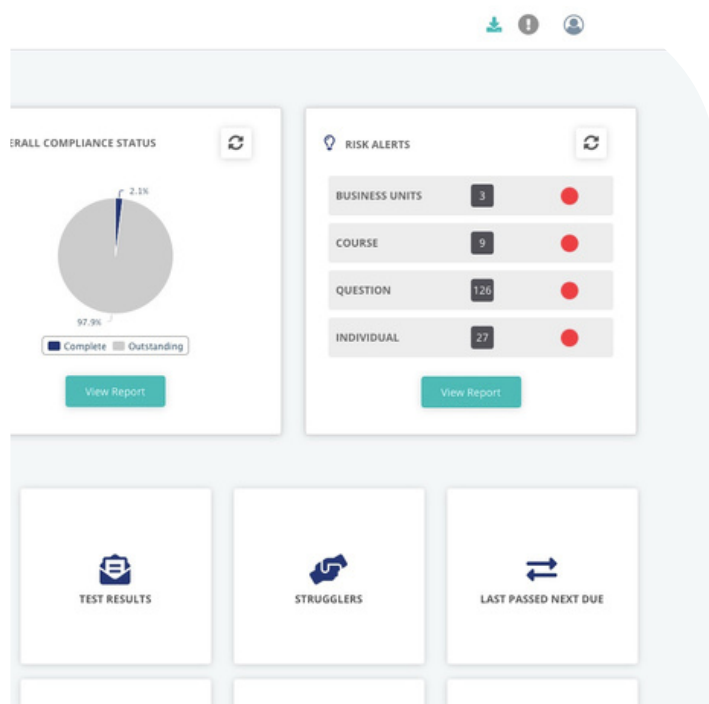 ERALL COMPLIANCE STATUS
2.1%
97.9%
Complete Outstanding
View Report
RISK ALERTS
BUSINESS UNITS 3
COURSE 9
QUESTION 126
INDIVIDUAL 27
View Report
TEST RESULTS
STRUGGLERS
LAST PASSED NEXT DUE